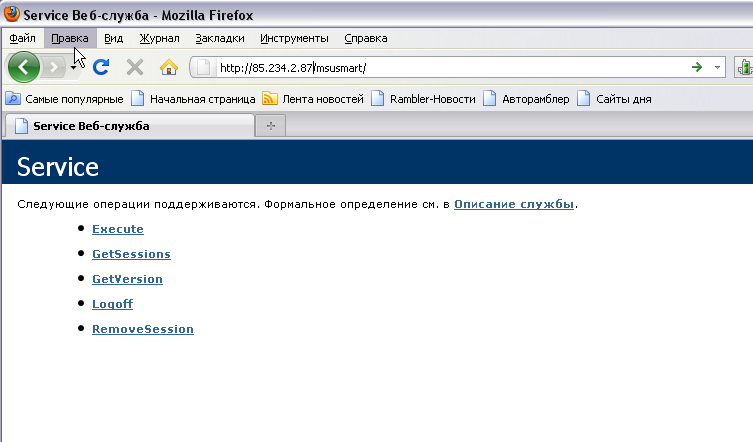 Service Веб-служба - Mozilla Firefox
Файл Правка Вид Журнал Закладки Инструменты Справка
http://85.234.2.87/msusmart/
Самые популярные Начальная страница Лента новостей Rambler-Новости Авторамблер Сайты дня
Service Веб-служба
Service
Следующие операции поддерживаются. Формальное определение см. в Описание службы.
Execute
GetSessions
GetVersion
Logoff
RemoveSession